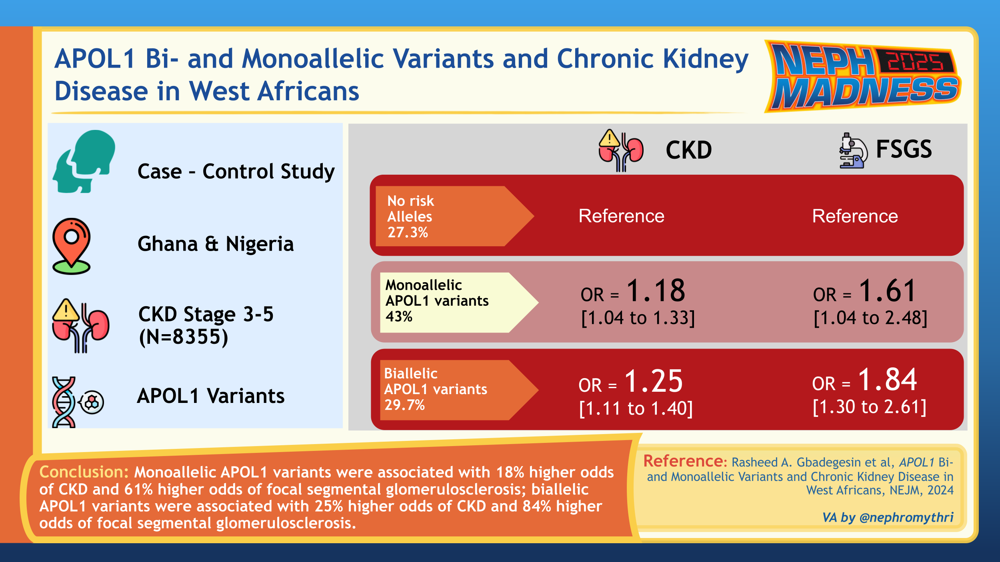 APOL1 Bi- and Monoallelic Variants and Chronic Kidney
Disease in West Africans
NEPH 2025
MADNESS
Case - Control Study
Ghana & Nigeria
CKD Stage 3-5
(N=8355)
APOL1 Variants
CKD
FSGS
No risk
Alleles
27.3%
Reference
Reference
Monoallelic
APOL1 variants
43%
OR = 1.18
[1.04 to 1.33]
OR = 1.61
[1.04 to 2.48]
Biallelic
APOL1 variants
29.7%
OR = 1.25
[1.11 to 1.40]
OR = 1.84
[1.30 to 2.61]
Conclusion: Monoallelic APOL1 variants were associated with 18% higher odds
of CKD and 61% higher odds of focal segmental glomerulosclerosis; biallelic
APOL1 variants were associated with 25% higher odds of CKD and 84% higher
odds of focal segmental glomerulosclerosis.
Reference: Rasheed A. Gbadegesin et al, APOL1 Bi-
and Monoallelic Variants and Chronic Kidney Disease in
West Africans, NEJM, 2024
VA by @nephromythri